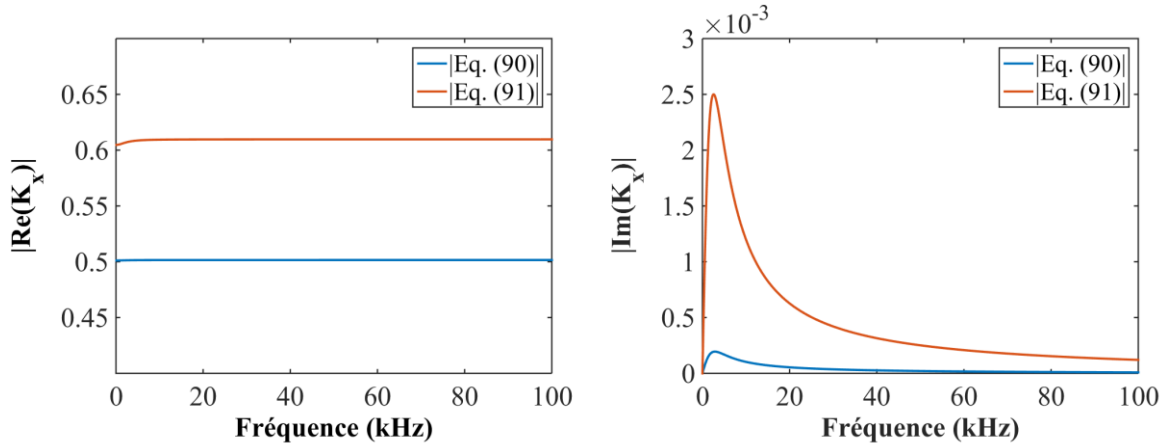 |Eq. (90)|
|Eq. (91)|
0.65
0.6
0.55
0.5
0.45
|Re(K_x)|
0 20 40 60 80 100
Fréquence (kHz)
×10^-3
|Eq. (90)|
|Eq. (91)|
3
2.5
2
1.5
1
0.5
0
|Im(K_x)|
0 20 40 60 80 100
Fréquence (kHz)